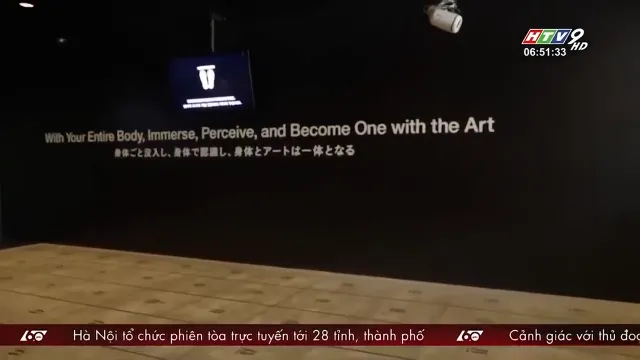 HTV9 HD
06:51:33
With Your Entire Body, Immerse, Perceive, and Become One with the Art
身体ごと没入し、身体で認識し、身体とアートは一体となる
60 Hà Nội tổ chức phiên tòa trực tuyến tới 28 tỉnh, thành phố 60 Cảnh giác với thủ đoạ